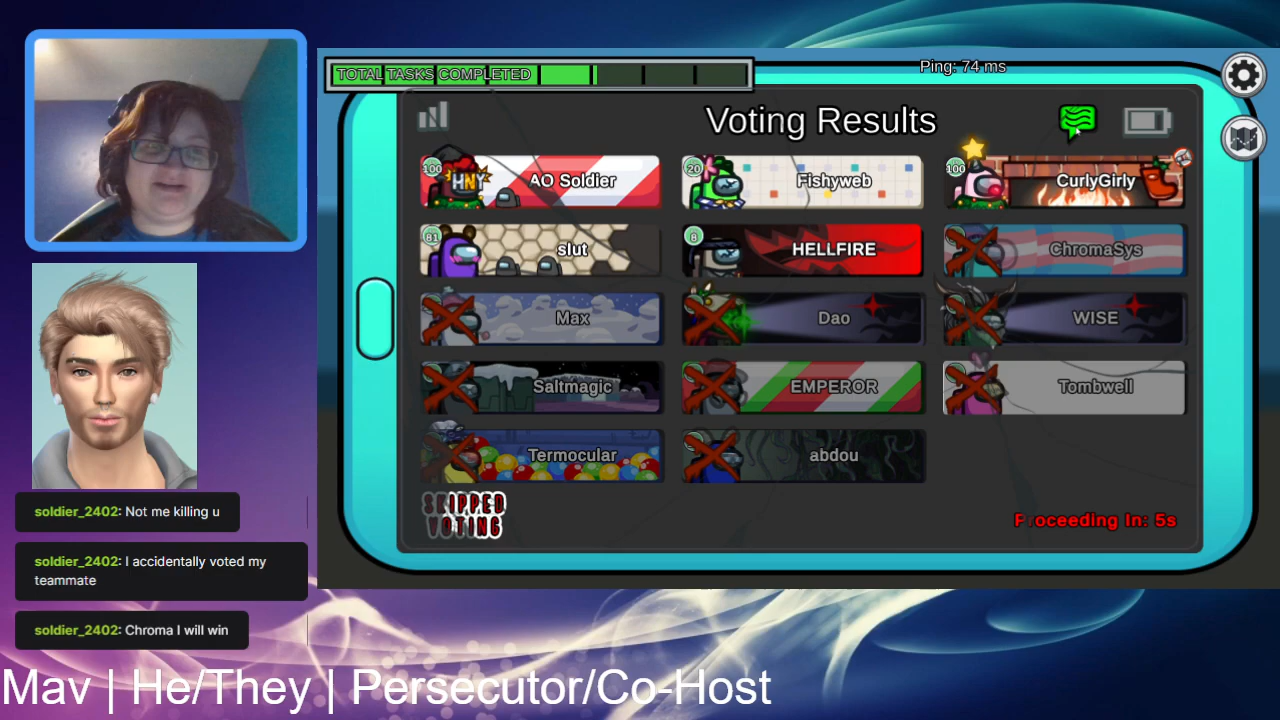 TOTAL TASKS COMPLETED
Ping: 74 ms
Voting Results
100
HNY
AO Soldier
20
Fishyweb
100
CurlyGirly
81
slut
8
HELLFIRE
ChromaSys
Max
Dao
WISE
Saltmagic
EMPEROR
Tombwell
Termocular
abdou
SKIPPED
VOTING
Proceeding In: 5s
soldier_2402: Not me killing u
soldier_2402: I accidentally voted my
teammate
soldier_2402: Chroma I will win
Mav | He/They | Persecutor/Co-Host